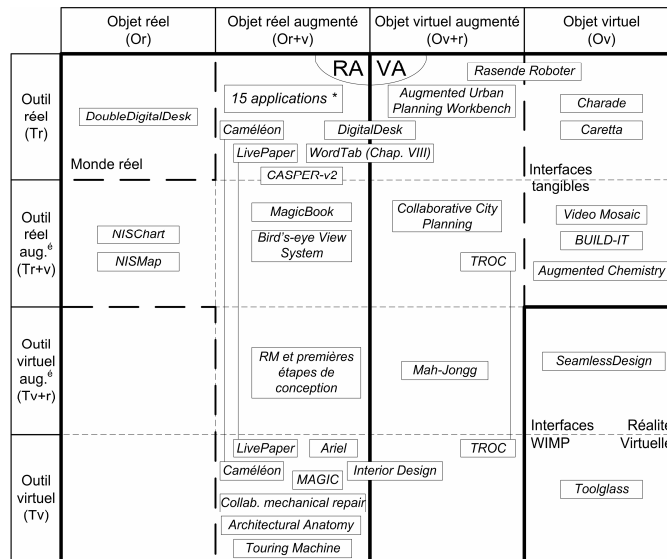 Objet réel
(Or)
Objet réel augmenté
(Or+v)
Objet virtuel augmenté
(Ov+r)
Objet virtuel
(Ov)
Outil
réel
(Tr)
RA VA
Rasende Roboter
15 applications *
Augmented Urban
Planning Workbench
Charade
DoubleDigitalDesk
Caméléon
DigitalDesk
Caretta
LivePaper
WordTab (Chap. VIII)
Monde réel
CASPER-v2
Interfaces
tangibles
Outil
réel
aug.é
(Tr+v)
MagicBook
Collaborative City
Planning
Video Mosaic
NISChart
Bird's-eye View
System
BUILD-IT
NISMap
TROC
Augmented Chemistry
Outil
virtuel
aug.é
(Tv+r)
RM et premières
étapes de
conception
Mah-Jongg
SeamlessDesign
Interfaces
WIMP
Réalité
Virtuelle
Outil
virtuel
(Tv)
LivePaper
Ariel
TROC
Caméléon
Interior Design
MAGIC
Toolglass
Collab. mechanical repair
Architectural Anatomy
Touring Machine